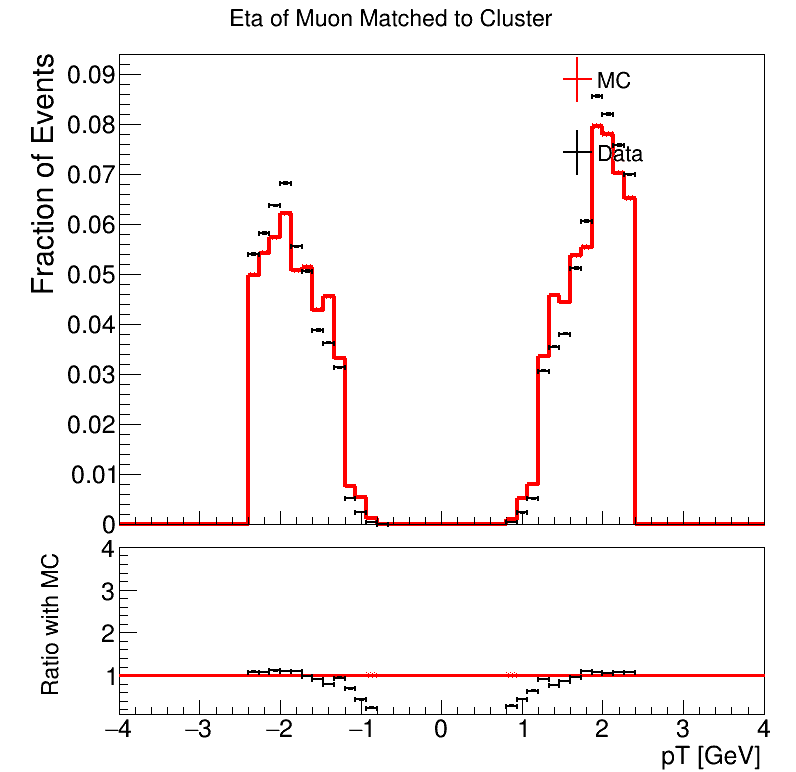 Eta of Muon Matched to Cluster
Fraction of Events
0.09
0.08
0.07
0.06
0.05
0.04
0.03
0.02
0.01
0
MC
Data
Ratio with MC
4
3
2
1
−4 −3 −2 −1 0 1 2 3 4
pT [GeV]